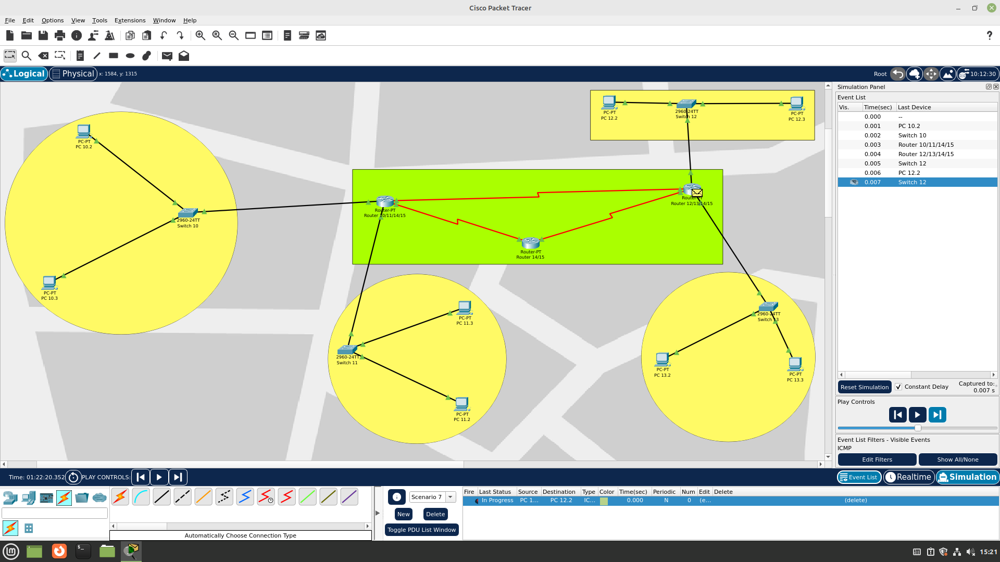 Cisco Packet Tracer
File Edit Options View Tools Extensions Window Help
Logical Physical x: 1584, y: 1315 Root 10:12:30
PC-PT
PC 10.2
2960-24TT
Switch 10
PC-PT
PC 10.3
PC-PT
PC 12.2
2960-24TT
Switch 12
PC-PT
PC 12.3
Router-PT
Router 10/11/14/15
Router-PT
Router 12/13/14/15
Router-PT
Router 14/15
PC-PT
PC 11.3
2960-24TT
Switch 11
PC-PT
PC 11.2
2960-24TT
Switch 13
PC-PT
PC 13.2
PC-PT
PC 13.3
Simulation Panel
Event List
Vis. Time(sec) Last Device
0.000 --
0.001 PC 10.2
0.002 Switch 10
0.003 Router 10/11/14/15
0.004 Router 12/13/14/15
0.005 Switch 12
0.006 PC 12.2
0.007 Switch 12
Reset Simulation Constant Delay Captured to:
0.007 s
Play Controls
Event List Filters - Visible Events
ICMP
Edit Filters Show All/None
Time: 01:22:20.352 PLAY CONTROLS: Event List Realtime Simulation
Automatically Choose Connection Type
Scenario 7
New Delete
Toggle PDU List Window
Fire Last Status Source Destination Type Color Time(sec) Periodic Num Edit Delete
In Progress PC 1... PC 12.2 IC... 0.000 N 0 (e... (delete)
15:21